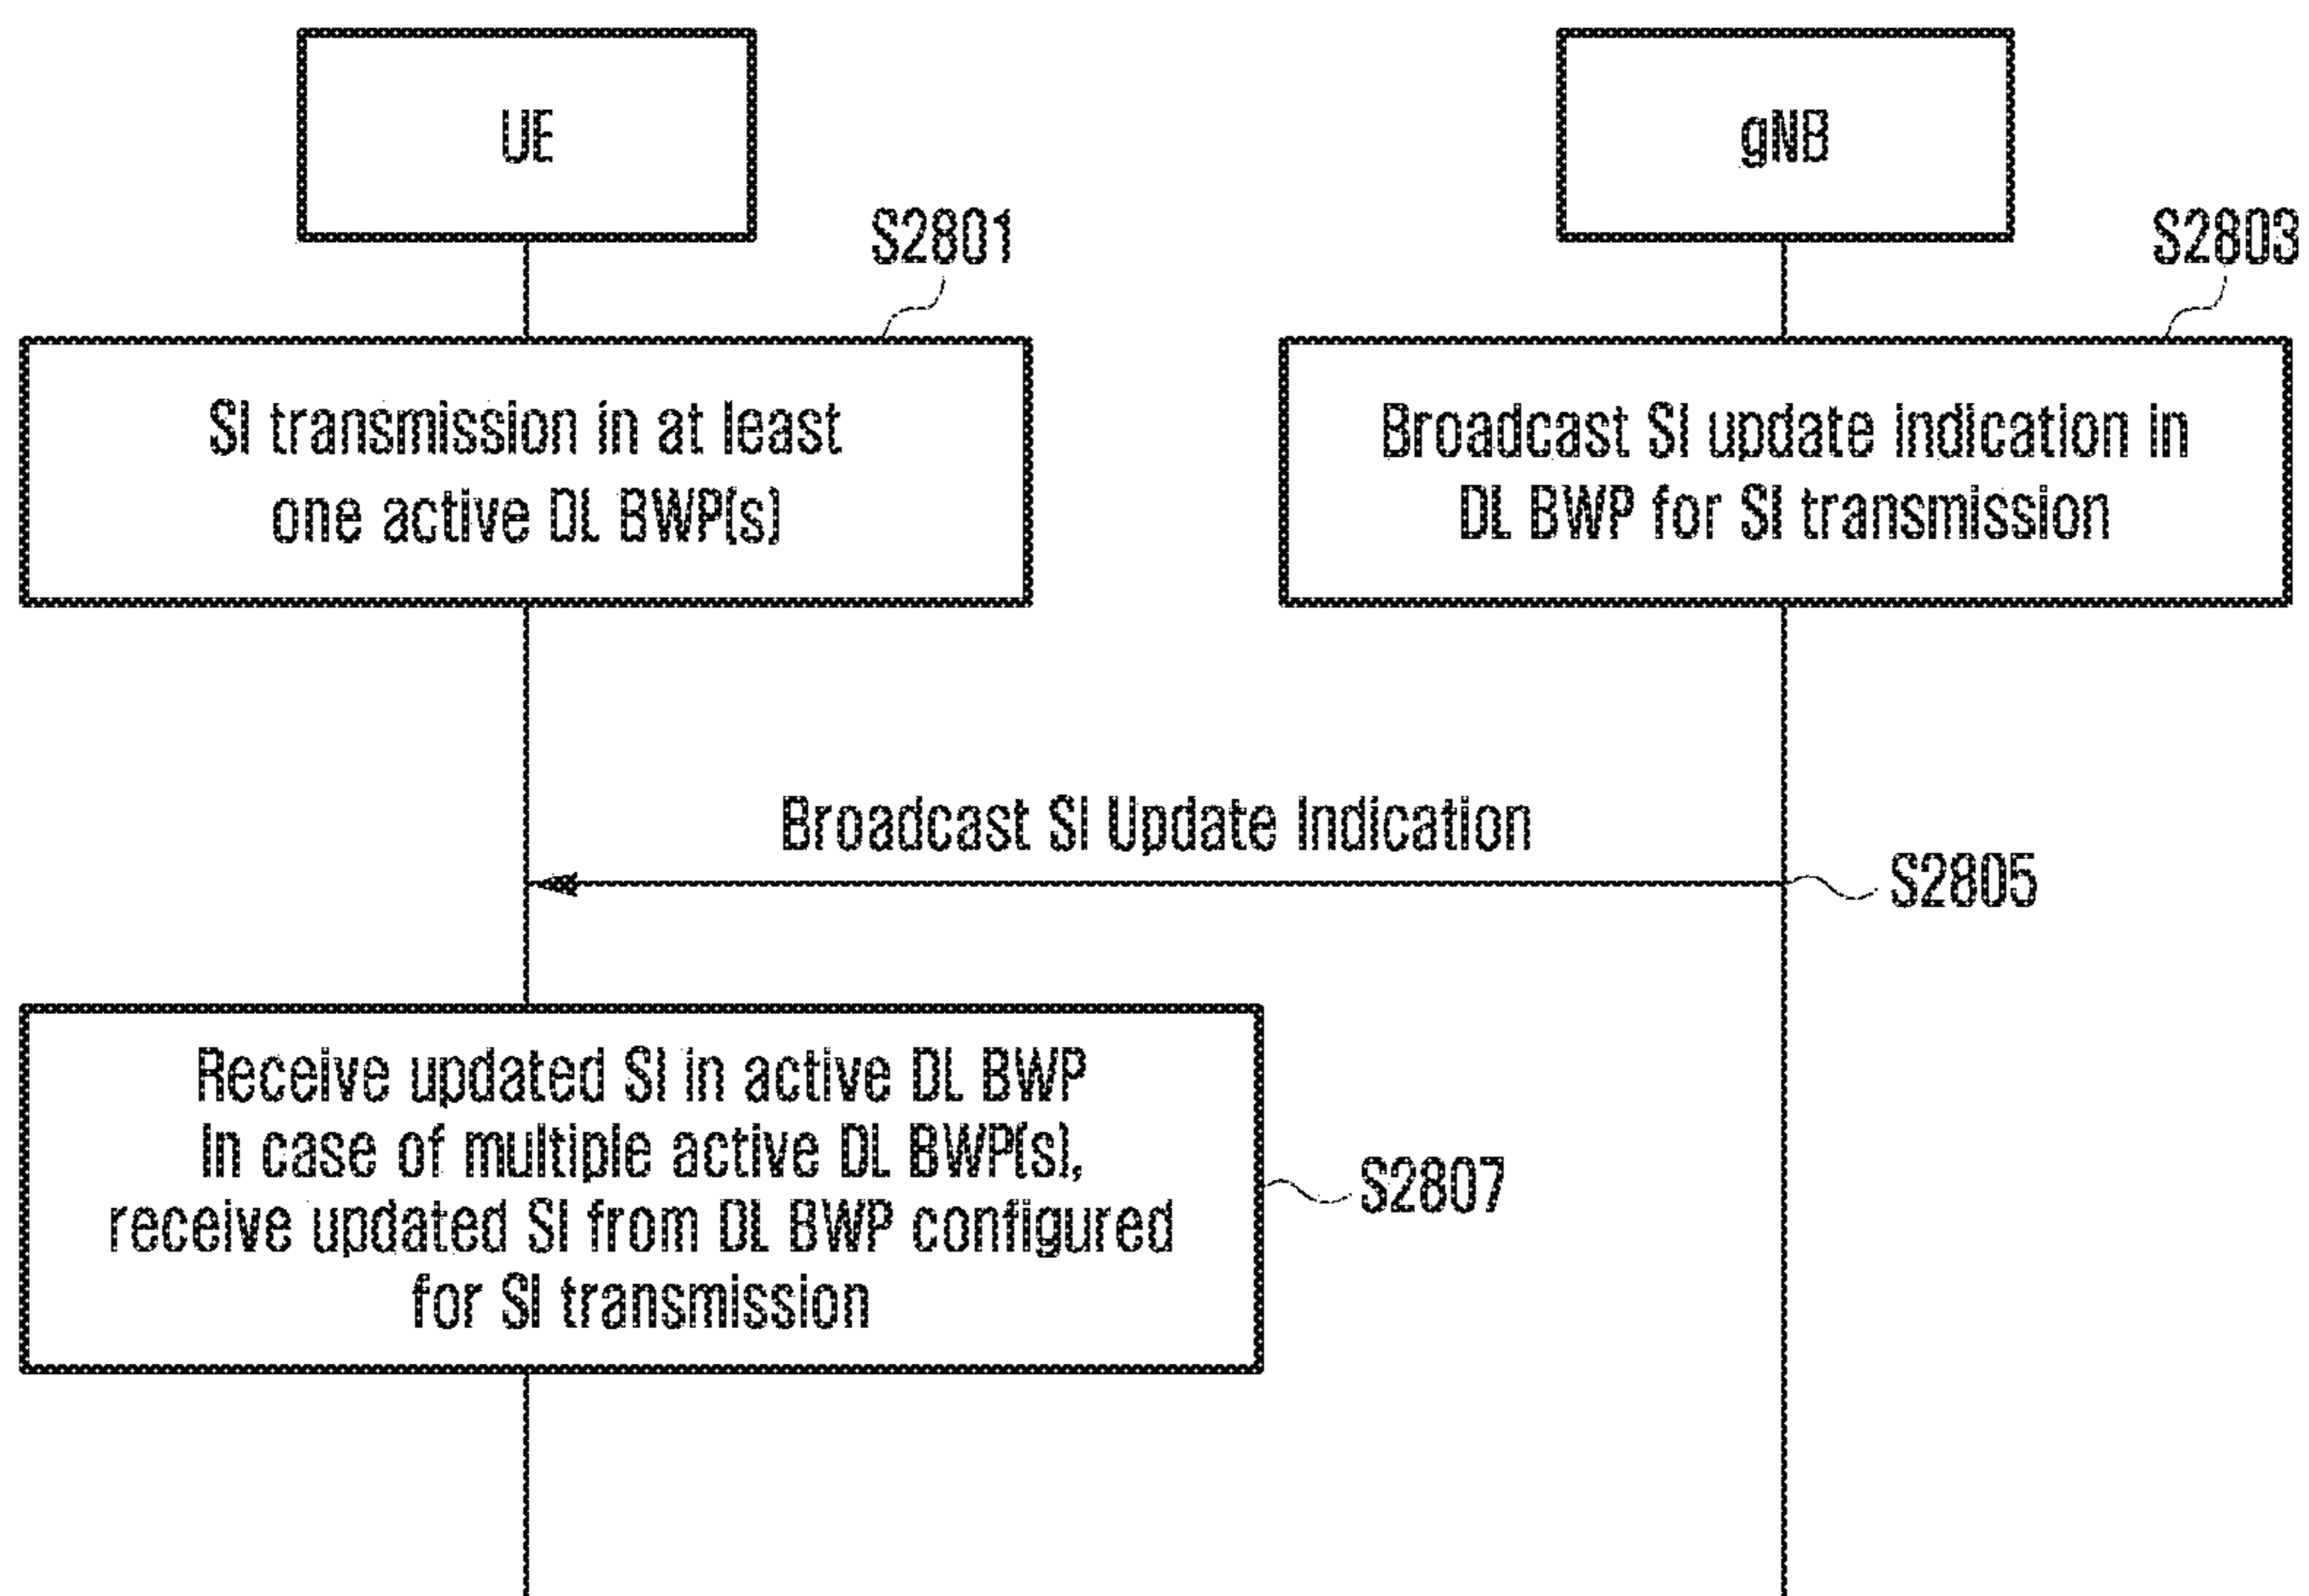 UE
gNB
S2801
S2803
SI transmission in at least
one active DL BWP(s)
Broadcast SI update indication in
DL BWP for SI transmission
Broadcast SI Update Indication
S2805
Receive updated SI in active DL BWP
In case of multiple active DL BWP(s),
receive updated SI from DL BWP configured
for SI transmission
S2807